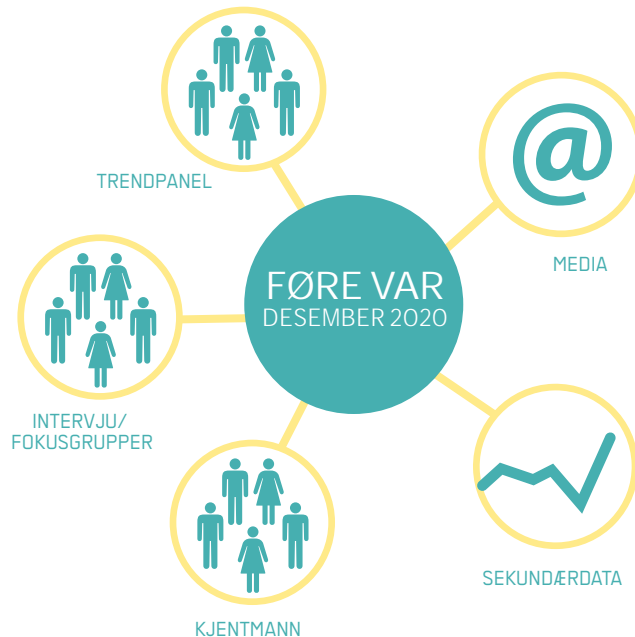 TRENDPANEL
@
MEDIA
FØRE VAR
DESEMBER 2020
INTERVJU/
FOKUSGRUPPER
SEKUNDÆRDATA
KJENTMANN